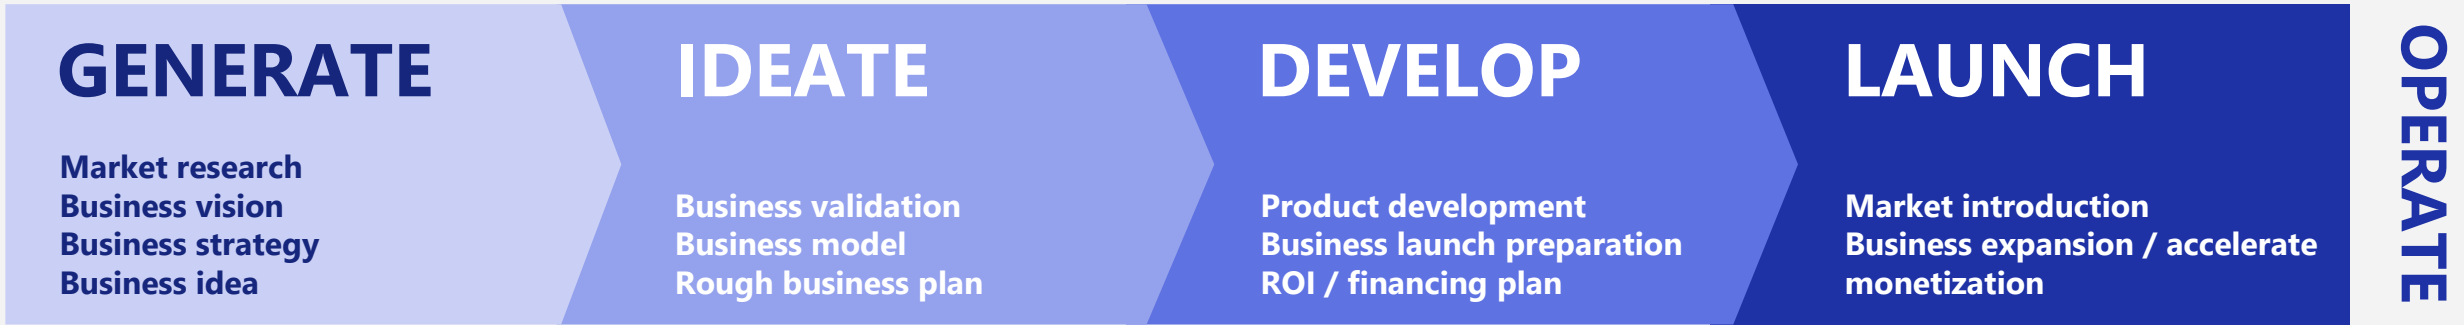 GENERATE
Market research
Business vision
Business strategy
Business idea
IDEATE
Business validation
Business model
Rough business plan
DEVELOP
Product development
Business launch preparation
ROI / financing plan
LAUNCH
Market introduction
Business expansion / accelerate
monetization
OPERATE